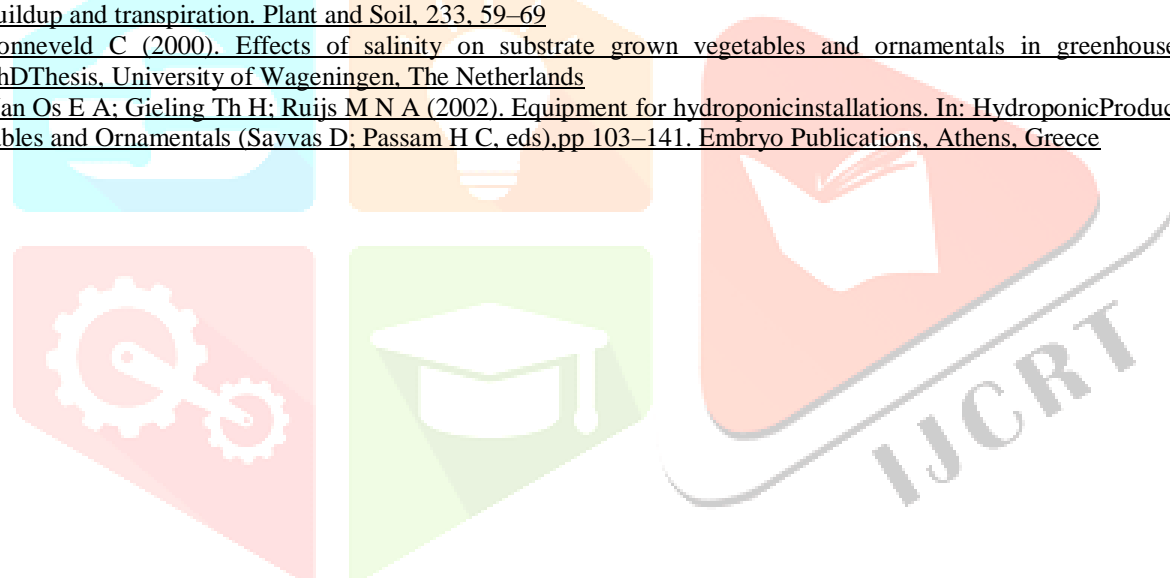 uildup and transpiration. Plant and Soil, 233, 59–69
onneveld C (2000). Effects of salinity on substrate grown vegetables and ornamentals in greenhouse
hDThesis, University of Wageningen, The Netherlands
an Os E A; Gieling Th H; Ruijs M N A (2002). Equipment for hydroponicinstallations. In: HydroponicProduc
ables and Ornamentals (Savvas D; Passam H C, eds),pp 103–141. Embryo Publications, Athens, Greece
IJCRT